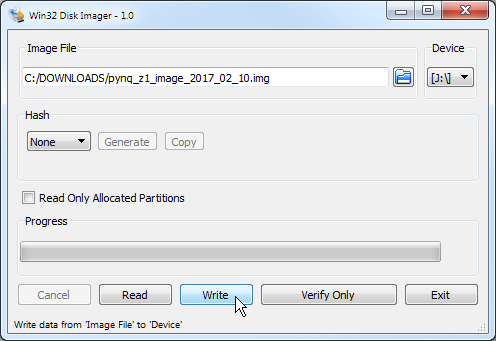 Win32 Disk Imager - 1.0
Image File
Device
C:/DOWNLOADS/pynq_z1_image_2017_02_10.img
[J:\]
Hash
None Generate Copy
Read Only Allocated Partitions
Progress
Cancel Read Write Verify Only Exit
Write data from 'Image File' to 'Device'